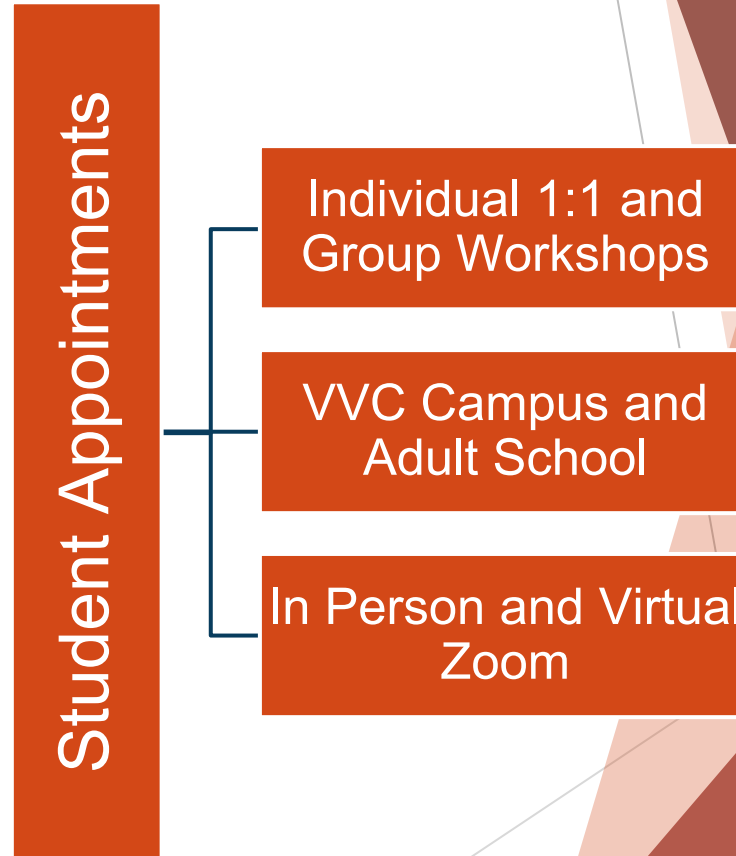 Student Appointments
Individual 1:1 and
Group Workshops
VVC Campus and
Adult School
In Person and Virtual
Zoom